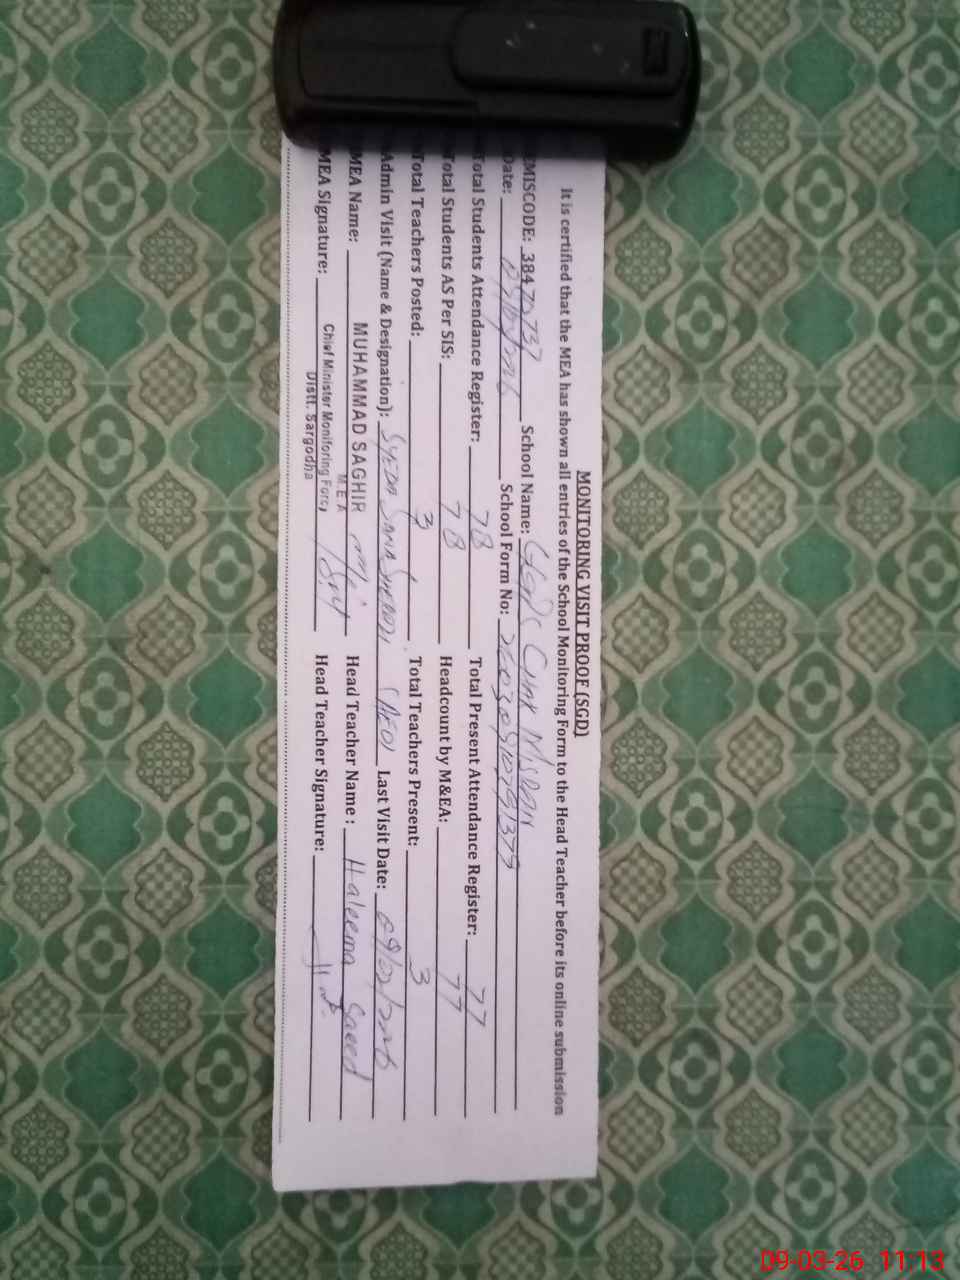 MONITORING VISIT PROOF (SGD)
It is certified that the MEA has shown all entries of the School Monitoring Form to the Head Teacher before its online submission
EMISCODE: 384 School Name:
Date: School Form No:
Total Students Attendance Register: 78 Total Present Attendance Register: 77
Total Students AS Per SIS: 78 Headcount by M&EA: 77
Total Teachers Posted: 3 Total Teachers Present: 3
Admin Visit (Name & Designation): Last Visit Date:
MEA Name: MUHAMMAD SAGHIR Head Teacher Name : Haleema Saeed
M.E.A
MEA Signature: Chief Minister Monitoring Force Head Teacher Signature:
Distt. Sargodha
09-03-26 11:13